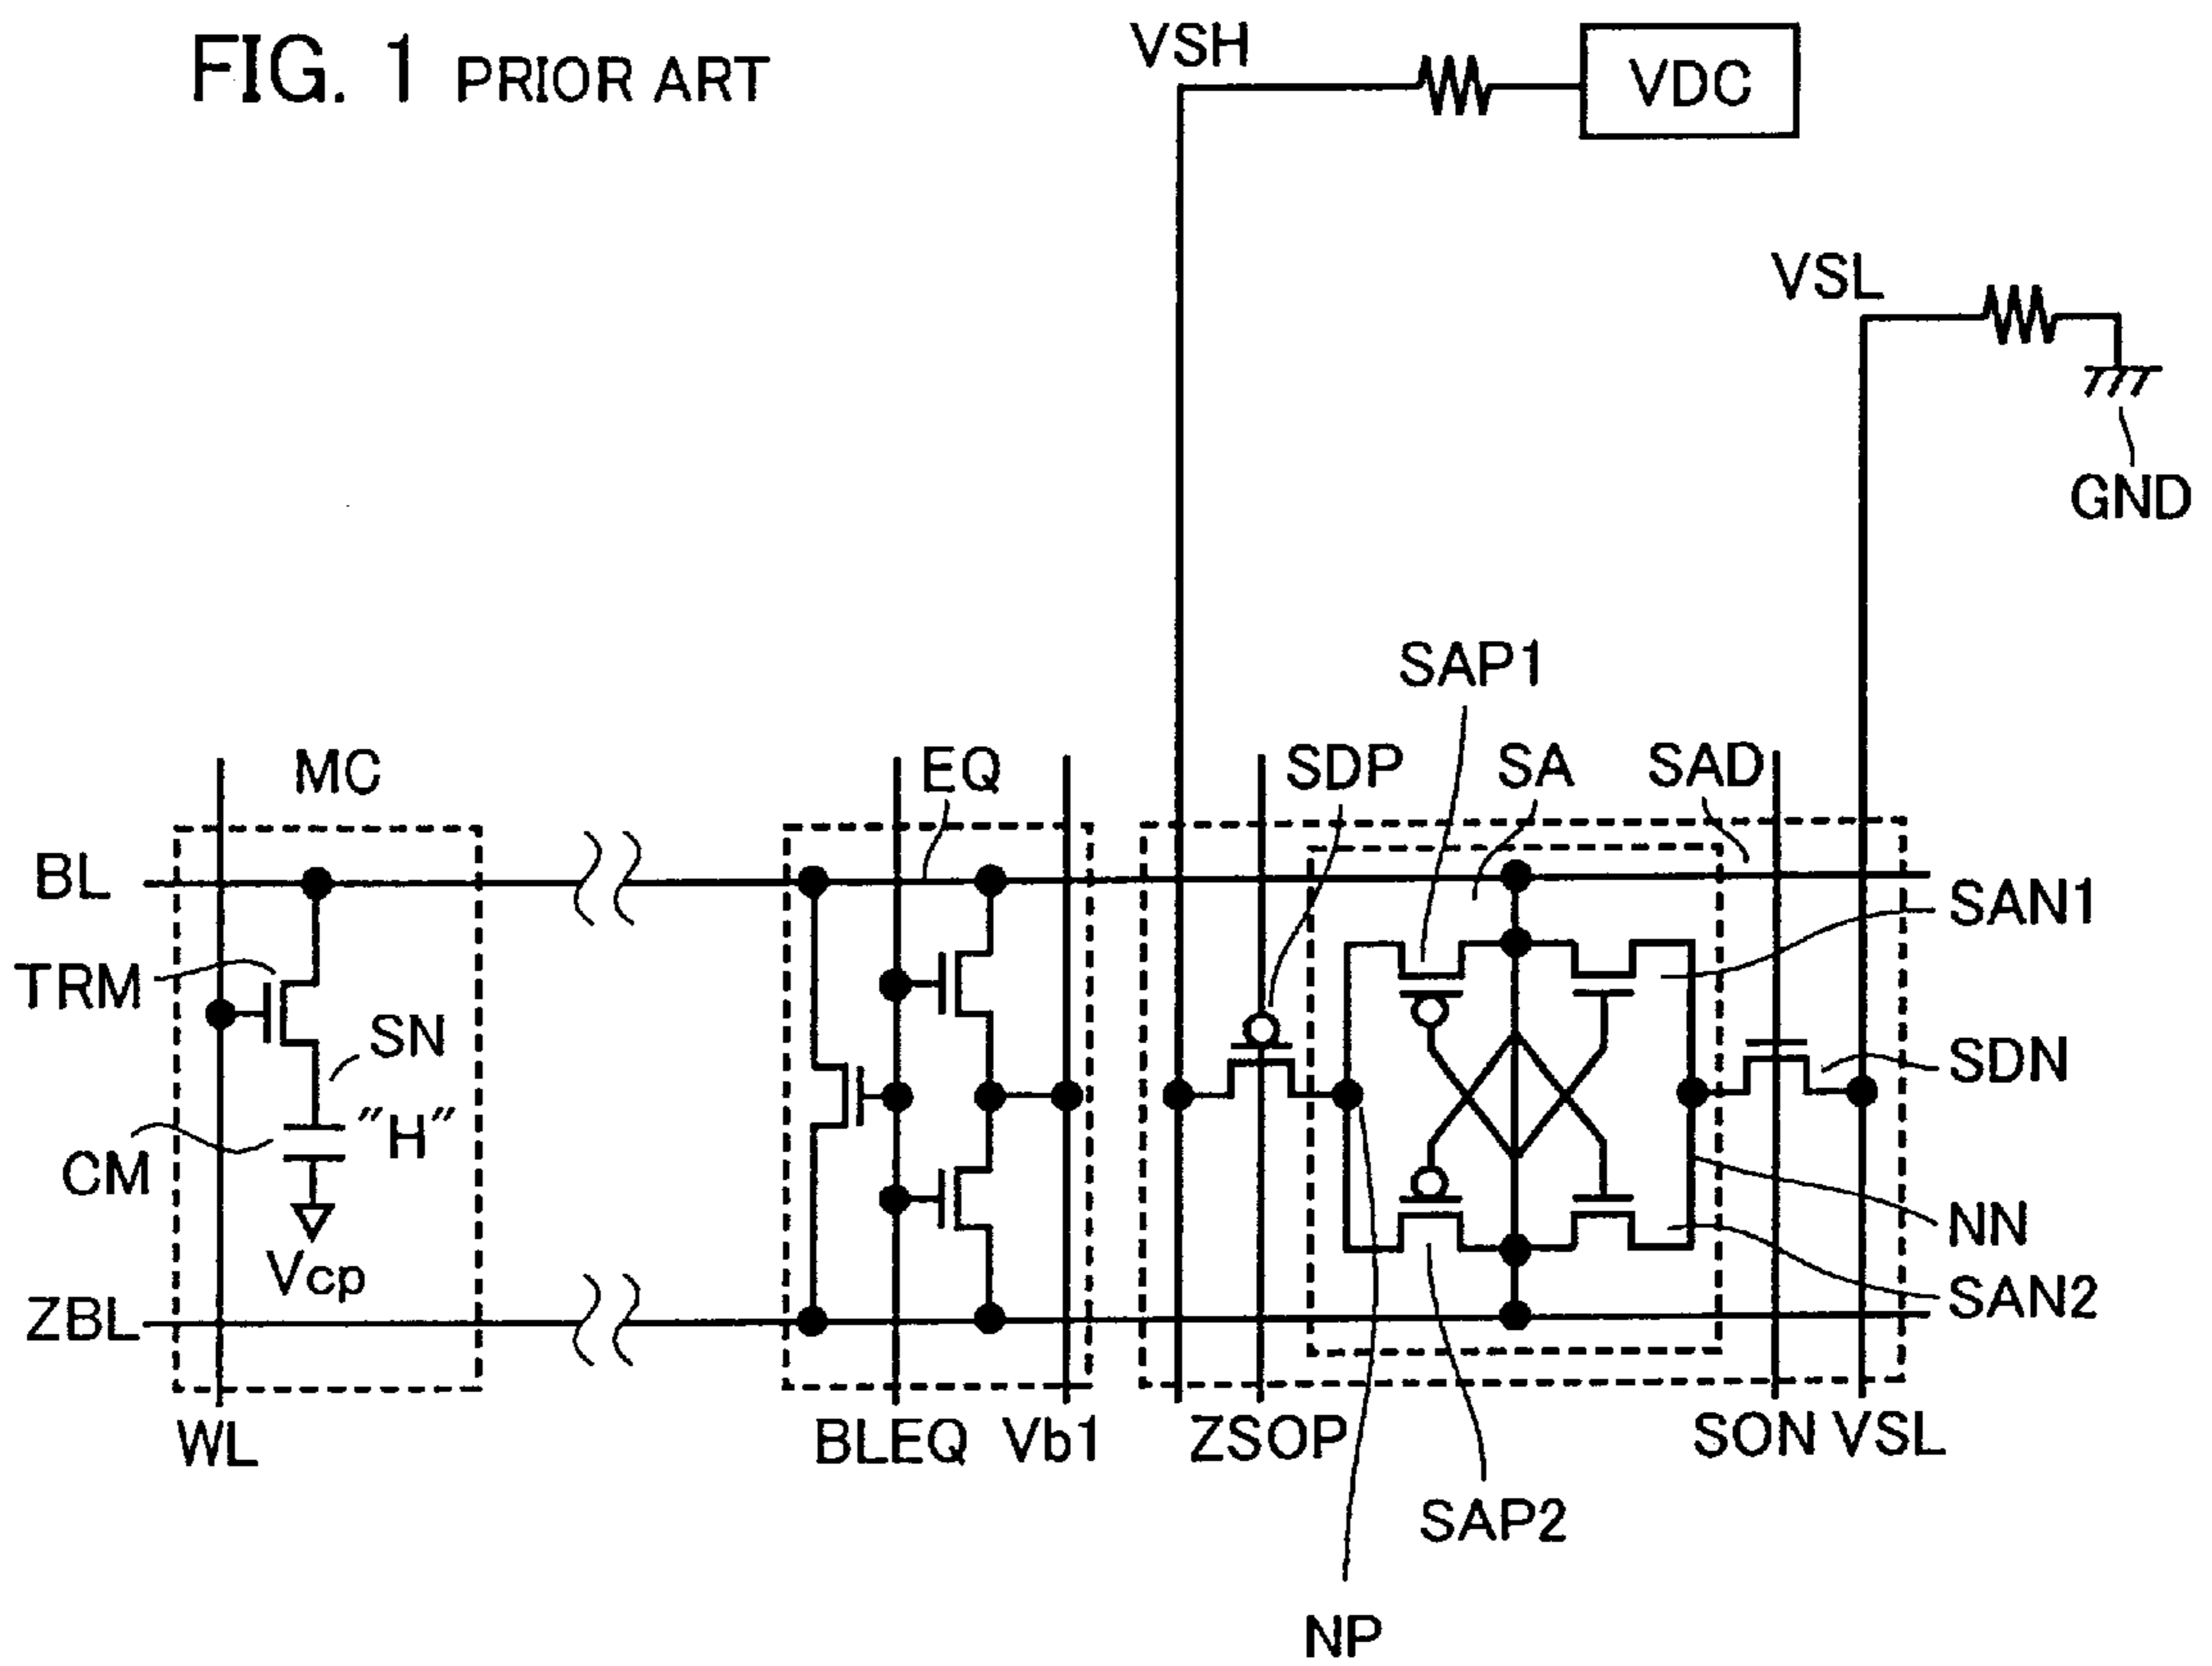 FIG. 1 PRIOR ART
VSH
VDC
VSL
GND
SAP1
MC
EQ
SDP
SA
SAD
BL
SAN1
TRM
SN
SDN
"H"
CM
NN
Vcp
SAN2
ZBL
WL
BLEQ
Vb1
ZSOP
SON
VSL
SAP2
NP